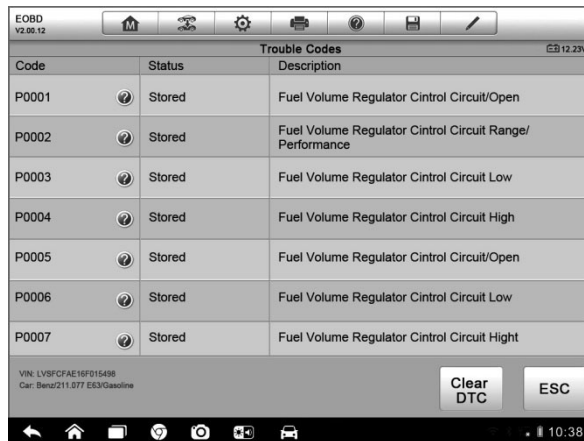 EOBD
V2.00.12
Trouble Codes
12.23V
Code Status Description
P0001 Stored Fuel Volume Regulator Cintrol Circuit/Open
P0002 Stored Fuel Volume Regulator Cintrol Circuit Range/
Performance
P0003 Stored Fuel Volume Regulator Cintrol Circuit Low
P0004 Stored Fuel Volume Regulator Cintrol Circuit High
P0005 Stored Fuel Volume Regulator Cintrol Circuit/Open
P0006 Stored Fuel Volume Regulator Cintrol Circuit Low
P0007 Stored Fuel Volume Regulator Cintrol Circuit Hight
VIN: LVSFCFAE16F015498
Car: Benz/211.077 E63/Gasoline
Clear
DTC
ESC
10:38